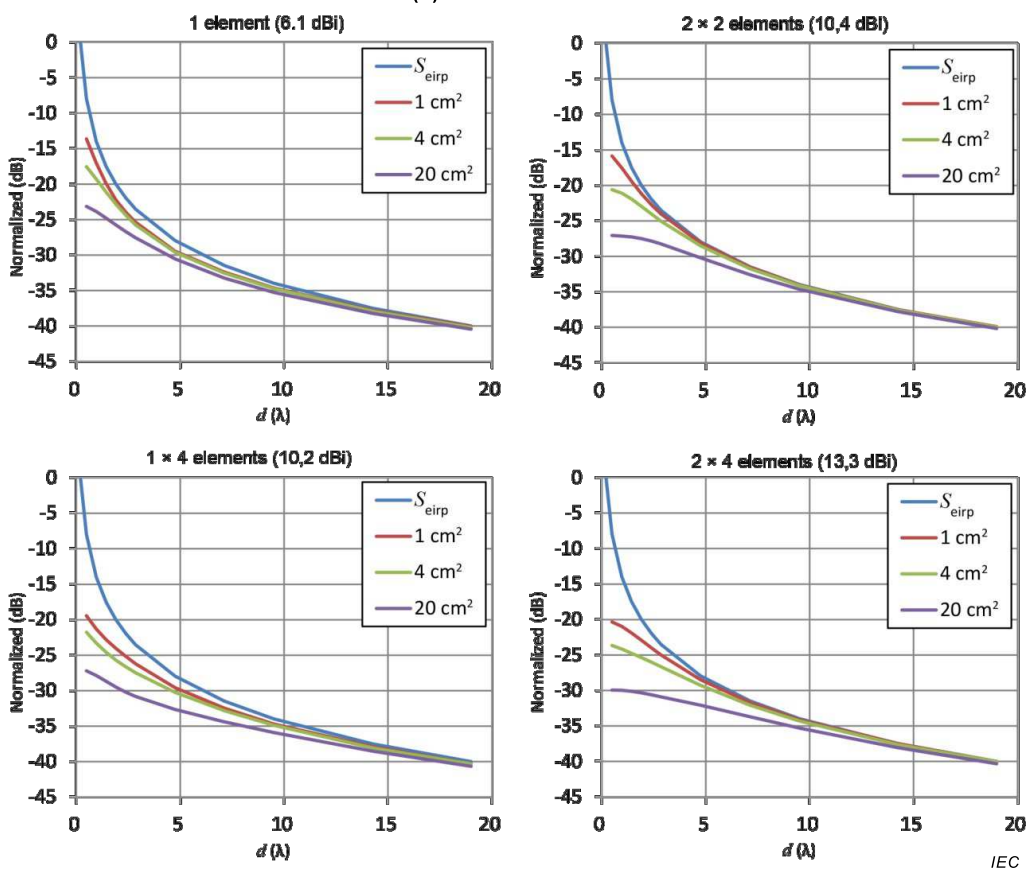 1 element (6.1 dBi)
0
-5
-10
-15
-20
-25
-30
-35
-40
-45
Normalized (dB)
S eirp
1 cm²
4 cm²
20 cm²
0 5 10 15 20
d (λ)
2 × 2 elements (10,4 dBi)
0
-5
-10
-15
-20
-25
-30
-35
-40
-45
Normalized (dB)
S eirp
1 cm²
4 cm²
20 cm²
0 5 10 15 20
d (λ)
1 × 4 elements (10,2 dBi)
0
-5
-10
-15
-20
-25
-30
-35
-40
-45
Normalized (dB)
S eirp
1 cm²
4 cm²
20 cm²
0 5 10 15 20
d (λ)
2 × 4 elements (13,3 dBi)
0
-5
-10
-15
-20
-25
-30
-35
-40
-45
Normalized (dB)
S eirp
1 cm²
4 cm²
20 cm²
0 5 10 15 20
d (λ)
IEC